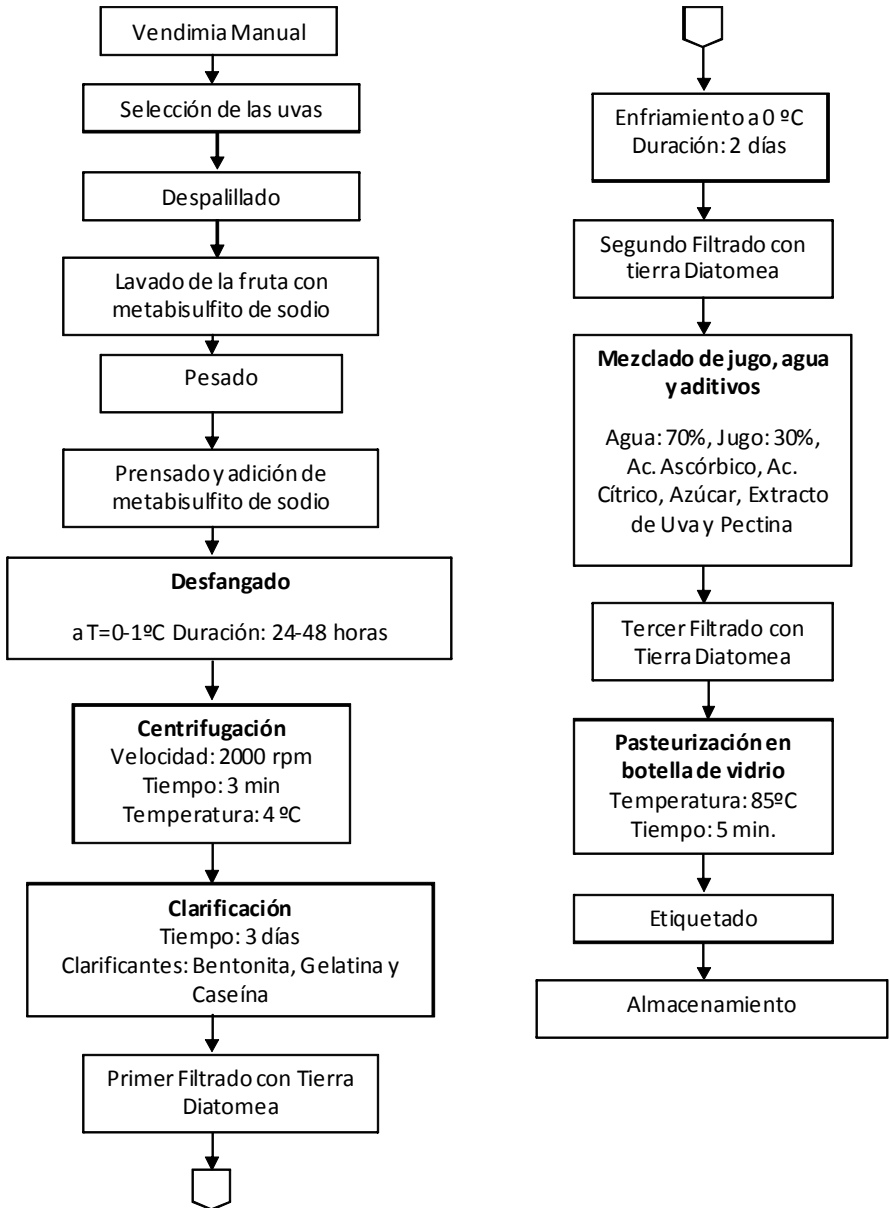 Vendimia Manual
Selección de las uvas
Despalillado
Lavado de la fruta con
metabisulfito de sodio
Pesado
Prensado y adición de
metabisulfito de sodio
Desfangado
a T=0-1ºC Duración: 24-48 horas
Centrifugación
Velocidad: 2000 rpm
Tiempo: 3 min
Temperatura: 4 ºC
Clarificación
Tiempo: 3 días
Clarificantes: Bentonita, Gelatina y
Caseína
Primer Filtrado con Tierra
Diatomea
Enfriamiento a 0 ºC
Duración: 2 días
Segundo Filtrado con
tierra Diatomea
Mezclado de jugo, agua
y aditivos
Agua: 70%, Jugo: 30%,
Ac. Ascórbico, Ac.
Cítrico, Azúcar, Extracto
de Uva y Pectina
Tercer Filtrado con
Tierra Diatomea
Pasteurización en
botella de vidrio
Temperatura: 85ºC
Tiempo: 5 min.
Etiquetado
Almacenamiento